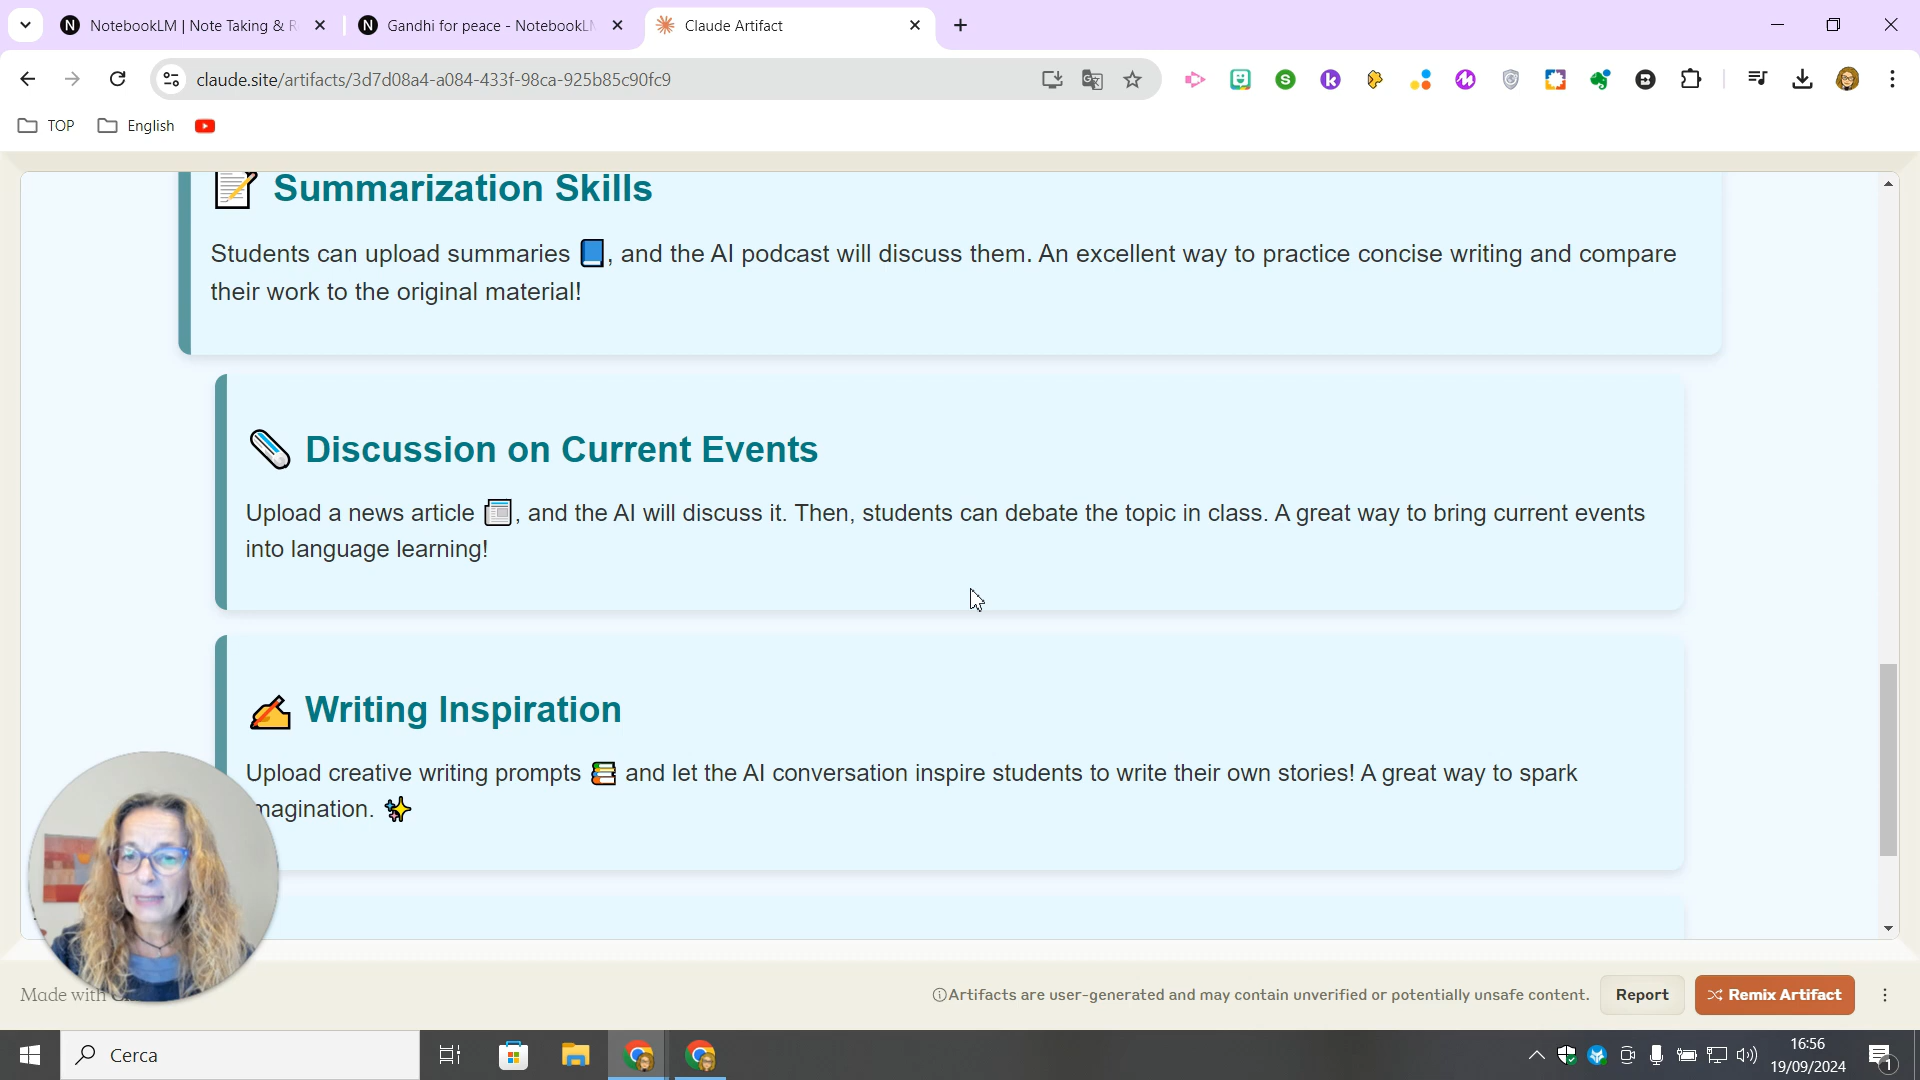 NotebookLM | Note Taking & R
Gandhi for peace - NotebookLM
Claude Artifact
claude.site/artifacts/3d7d08a4-a084-433f-98ca-925b85c90fc9
TOP
English
Summarization Skills
Students can upload summaries 📘, and the AI podcast will discuss them. An excellent way to practice concise writing and compare
their work to the original material!
Discussion on Current Events
Upload a news article 📰, and the AI will discuss it. Then, students can debate the topic in class. A great way to bring current events
into language learning!
Writing Inspiration
Upload creative writing prompts 📚 and let the AI conversation inspire students to write their own stories! A great way to spark
magination. ✨
Made with
Artifacts are user-generated and may contain unverified or potentially unsafe content.
Report
Remix Artifact
Cerca
16:56
19/09/2024
1